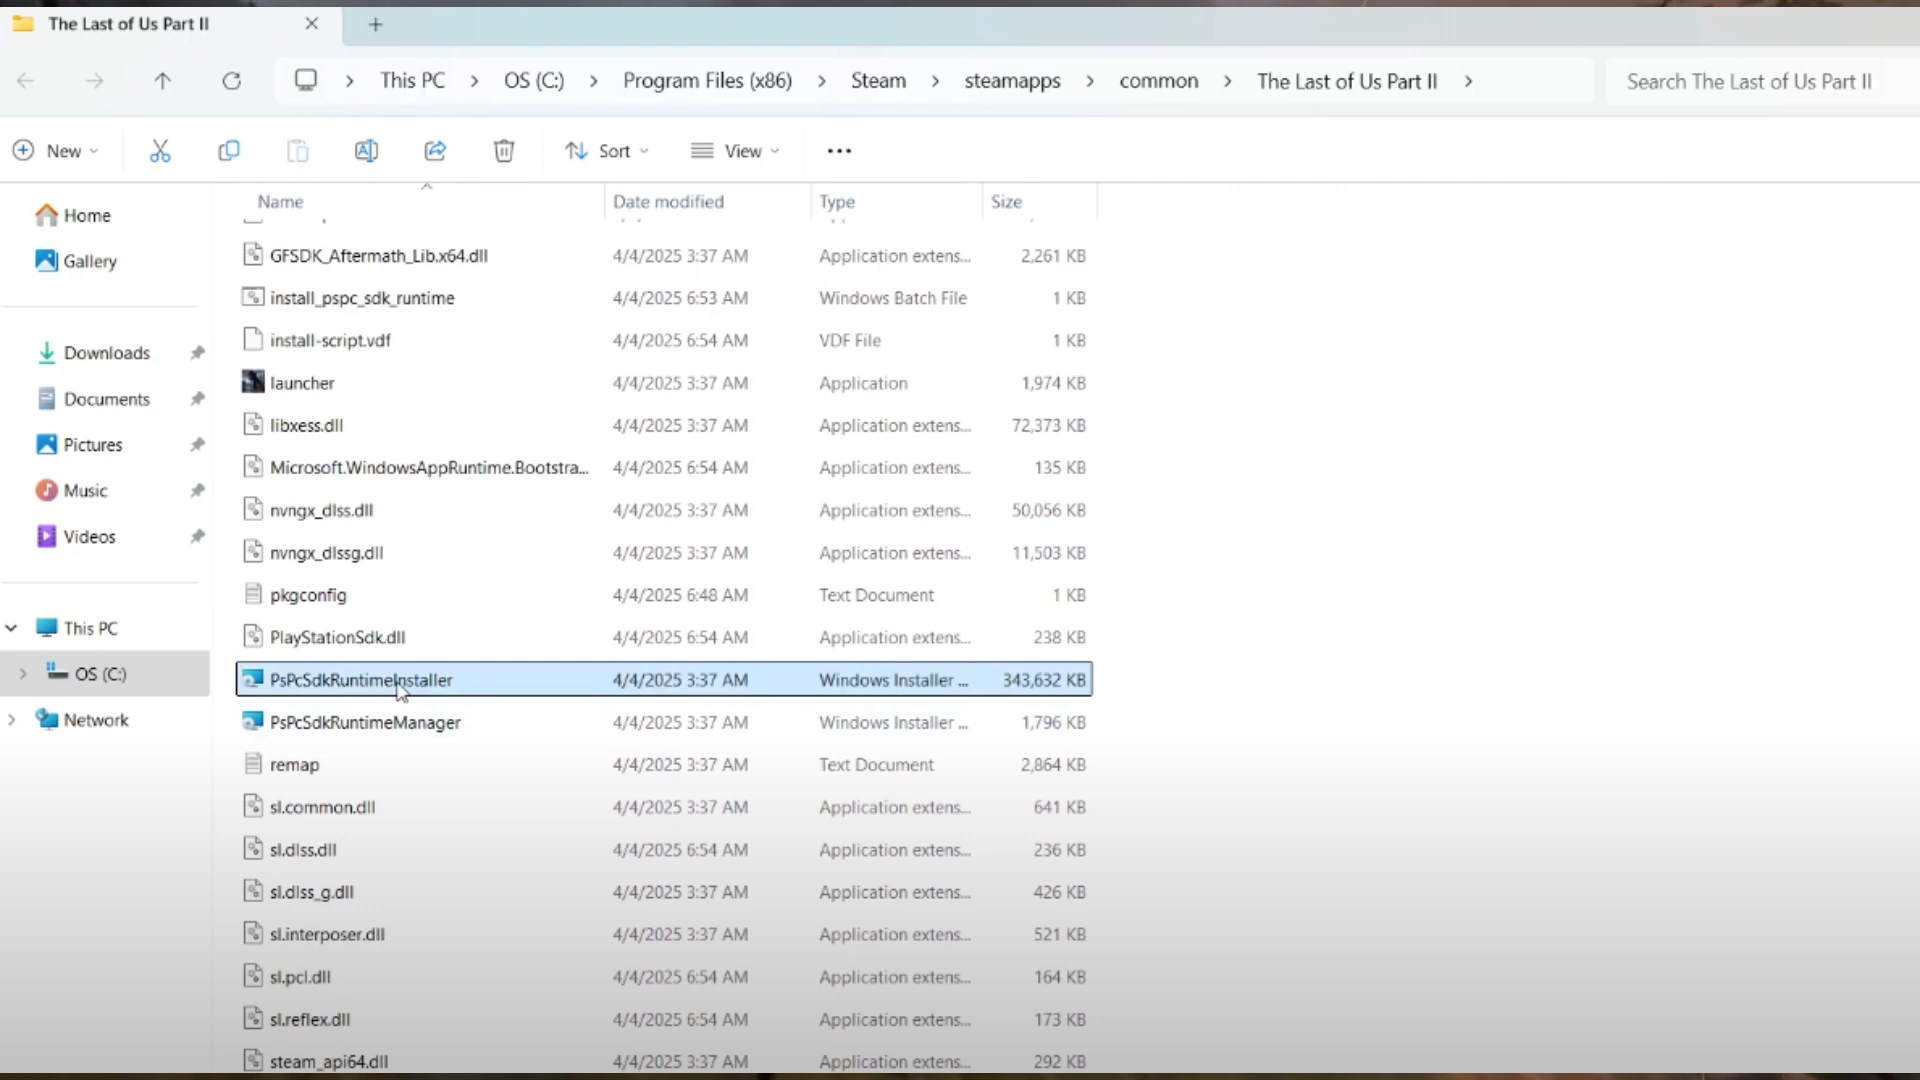 The Last of Us Part II
This PC > OS (C:) > Program Files (x86) > Steam > steamapps > common > The Last of Us Part II >
Search The Last of Us Part II
New
Sort
View
Name Date modified Type Size
Home
Gallery
Downloads
Documents
Pictures
Music
Videos
This PC
OS (C:)
Network
GFSDK_Aftermath_Lib.x64.dll 4/4/2025 3:37 AM Application extens... 2,261 KB
install_pspc_sdk_runtime 4/4/2025 6:53 AM Windows Batch File 1 KB
install-script.vdf 4/4/2025 6:54 AM VDF File 1 KB
launcher 4/4/2025 3:37 AM Application 1,974 KB
libxess.dll 4/4/2025 3:37 AM Application extens... 72,373 KB
Microsoft.WindowsAppRuntime.Bootstra... 4/4/2025 6:54 AM Application extens... 135 KB
nvngx_dlss.dll 4/4/2025 3:37 AM Application extens... 50,056 KB
nvngx_dlssg.dll 4/4/2025 3:37 AM Application extens... 11,503 KB
pkgconfig 4/4/2025 6:48 AM Text Document 1 KB
PlayStationSdk.dll 4/4/2025 6:54 AM Application extens... 238 KB
PsPcSdkRuntimeInstaller 4/4/2025 3:37 AM Windows Installer ... 343,632 KB
PsPcSdkRuntimeManager 4/4/2025 3:37 AM Windows Installer ... 1,796 KB
remap 4/4/2025 3:37 AM Text Document 2,864 KB
sl.common.dll 4/4/2025 3:37 AM Application extens... 641 KB
sl.dlss.dll 4/4/2025 6:54 AM Application extens... 236 KB
sl.dlss_g.dll 4/4/2025 3:37 AM Application extens... 426 KB
sl.interposer.dll 4/4/2025 3:37 AM Application extens... 521 KB
sl.pcl.dll 4/4/2025 6:54 AM Application extens... 164 KB
sl.reflex.dll 4/4/2025 6:54 AM Application extens... 173 KB
steam_api64.dll 4/4/2025 3:37 AM Application extens... 292 KB